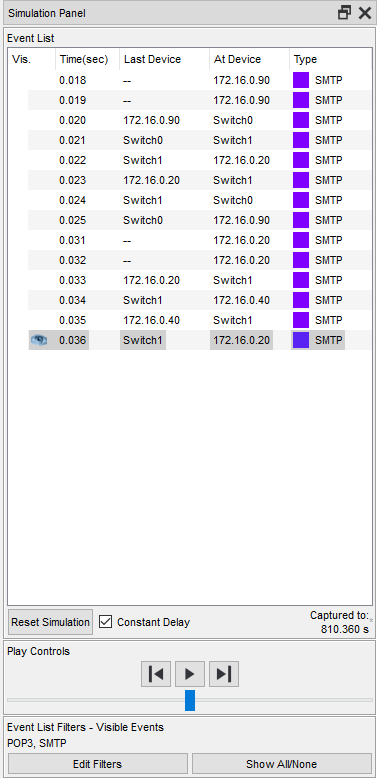 Simulation Panel
Event List
Vis. Time(sec) Last Device At Device Type
0.018 -- 172.16.0.90 SMTP
0.019 -- 172.16.0.90 SMTP
0.020 172.16.0.90 Switch0 SMTP
0.021 Switch0 Switch1 SMTP
0.022 Switch1 172.16.0.20 SMTP
0.023 172.16.0.20 Switch1 SMTP
0.024 Switch1 Switch0 SMTP
0.025 Switch0 172.16.0.90 SMTP
0.031 -- 172.16.0.20 SMTP
0.032 -- 172.16.0.20 SMTP
0.033 172.16.0.20 Switch1 SMTP
0.034 Switch1 172.16.0.40 SMTP
0.035 172.16.0.40 Switch1 SMTP
0.036 Switch1 172.16.0.20 SMTP
Reset Simulation Constant Delay Captured to:
810.360 s
Play Controls
Event List Filters - Visible Events
POP3, SMTP
Edit Filters Show All/None